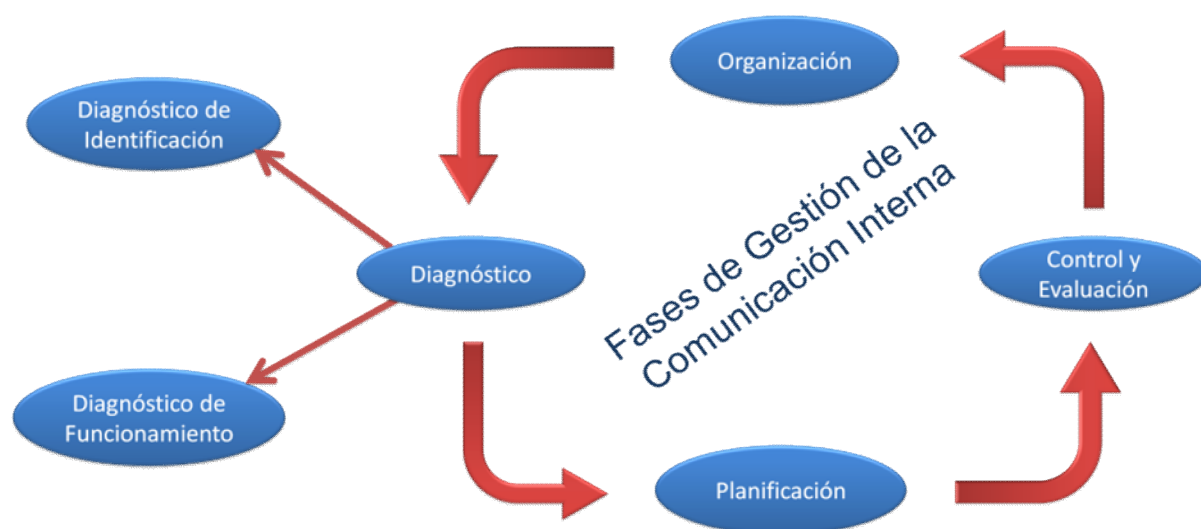 Organización
Diagnóstico de
Identificación
Fases de Gestión de la
Comunicación Interna
Diagnóstico
Control y
Evaluación
Diagnóstico de
Funcionamiento
Planificación